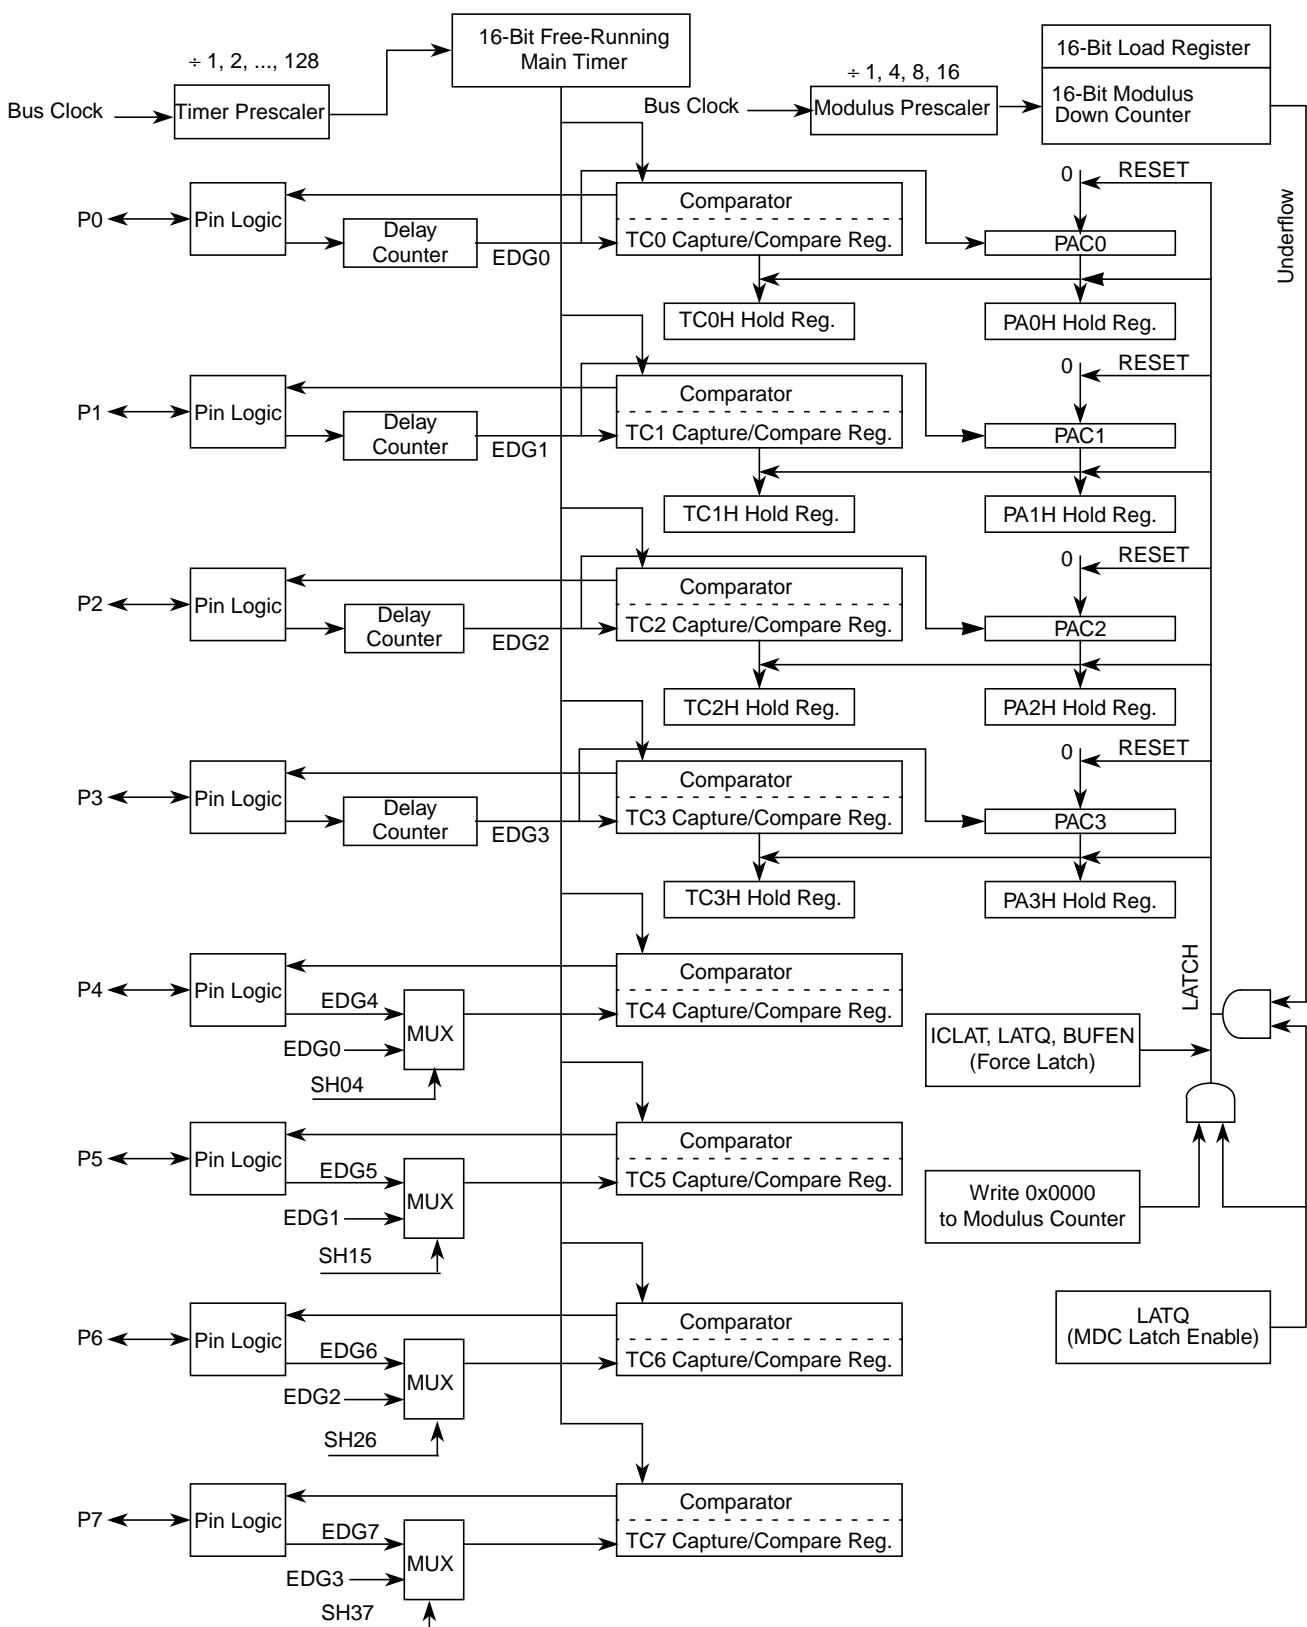 16-Bit Free-Running
Main Timer
÷ 1, 2, ..., 128
Bus Clock
Timer Prescaler
÷ 1, 4, 8, 16
Bus Clock
Modulus Prescaler
16-Bit Load Register
16-Bit Modulus
Down Counter
Underflow
P0
Pin Logic
Delay
Counter
EDG0
Comparator
TC0 Capture/Compare Reg.
TC0H Hold Reg.
0
RESET
PAC0
PA0H Hold Reg.
P1
Pin Logic
Delay
Counter
EDG1
Comparator
TC1 Capture/Compare Reg.
TC1H Hold Reg.
0
RESET
PAC1
PA1H Hold Reg.
P2
Pin Logic
Delay
Counter
EDG2
Comparator
TC2 Capture/Compare Reg.
TC2H Hold Reg.
0
RESET
PAC2
PA2H Hold Reg.
P3
Pin Logic
Delay
Counter
EDG3
Comparator
TC3 Capture/Compare Reg.
TC3H Hold Reg.
0
RESET
PAC3
PA3H Hold Reg.
LATCH
P4
Pin Logic
EDG4
EDG0
MUX
SH04
Comparator
TC4 Capture/Compare Reg.
ICLAT, LATQ, BUFEN
(Force Latch)
P5
Pin Logic
EDG5
EDG1
MUX
SH15
Comparator
TC5 Capture/Compare Reg.
Write 0x0000
to Modulus Counter
P6
Pin Logic
EDG6
EDG2
MUX
SH26
Comparator
TC6 Capture/Compare Reg.
LATQ
(MDC Latch Enable)
P7
Pin Logic
EDG7
EDG3
MUX
SH37
Comparator
TC7 Capture/Compare Reg.